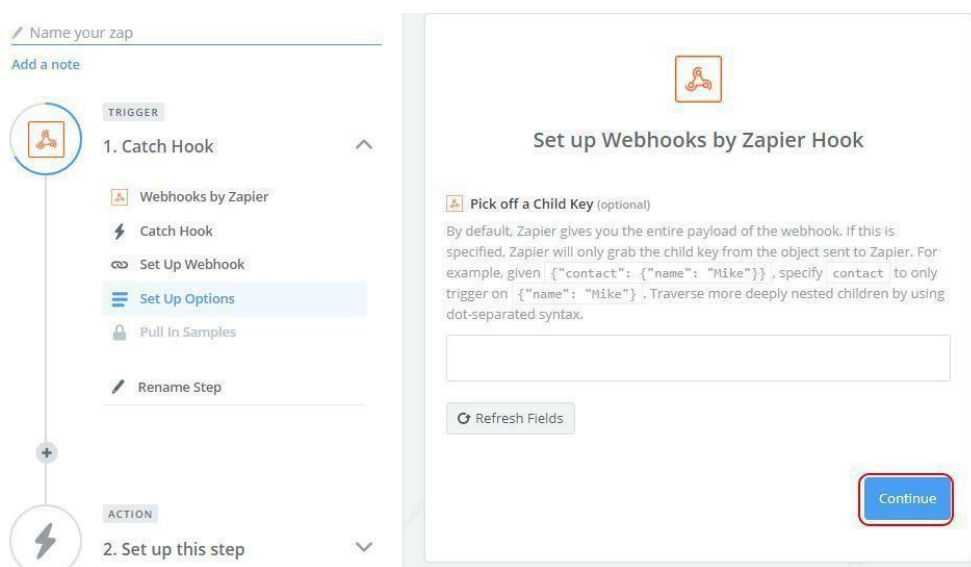 Name your zap
Add a note
TRIGGER
1. Catch Hook
Webhooks by Zapier
Catch Hook
Set Up Webhook
Set Up Options
Pull In Samples
Rename Step
ACTION
2. Set up this step
Set up Webhooks by Zapier Hook
Pick off a Child Key (optional)
By default, Zapier gives you the entire payload of the webhook. If this is
specified, Zapier will only grab the child key from the object sent to Zapier. For
example, given {"contact": {"name": "Mike"}} , specify contact to only
trigger on {"name": "Mike"} . Traverse more deeply nested children by using
dot-separated syntax.
Refresh Fields
Continue